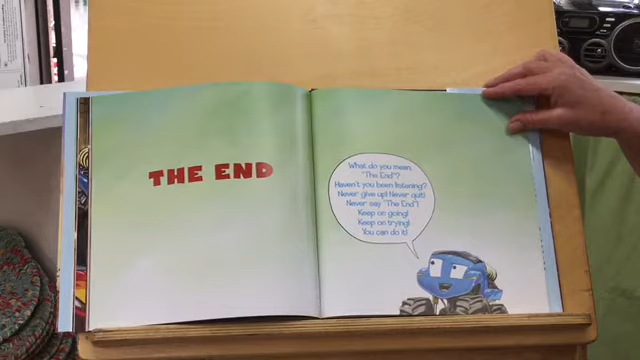 THE END
What do you mean,
"The End"?
Haven't you been listening?
Never give up! Never quit!
Never say "The End"!
Keep on going!
Keep on trying!
You can do it!